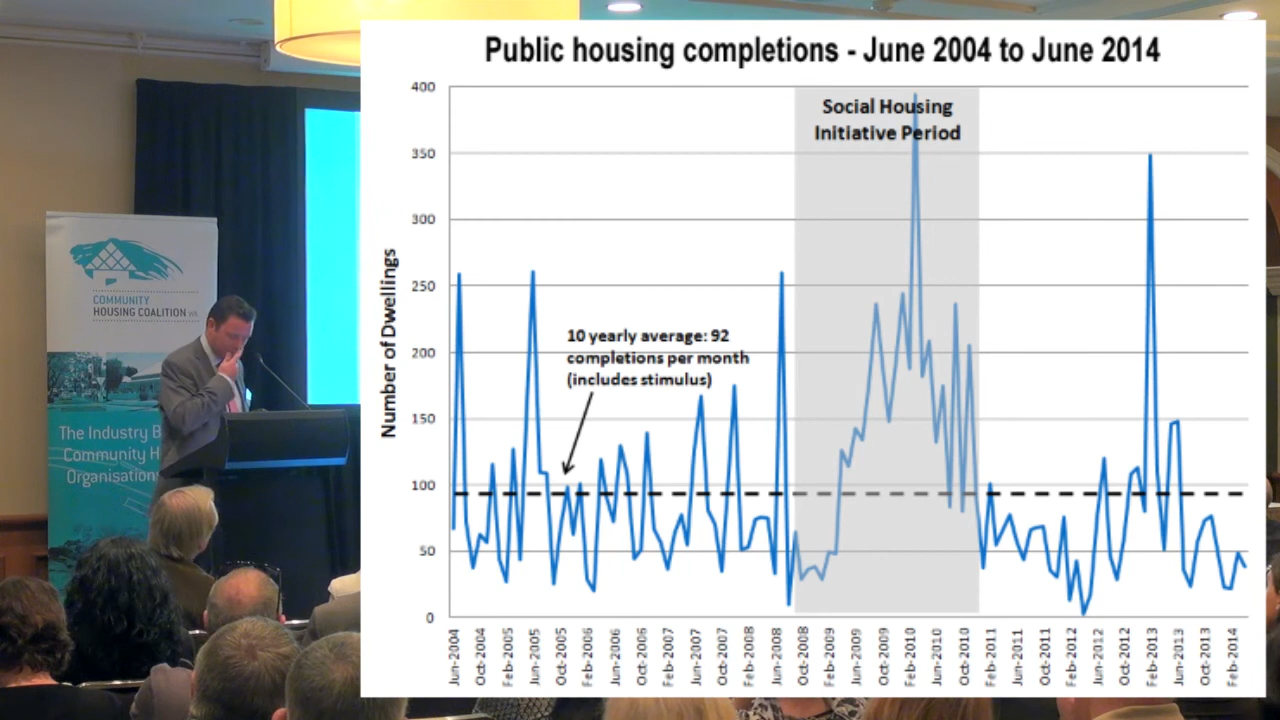 Public housing completions - June 2004 to June 2014
Social Housing
Initiative Period
10 yearly average: 92
completions per month
(includes stimulus)
Number of Dwellings
400
350
300
250
200
150
100
50
0
Jun-2004
Oct-2004
Feb-2005
Jun-2005
Oct-2005
Feb-2006
Jun-2006
Oct-2006
Feb-2007
Jun-2007
Oct-2007
Feb-2008
Jun-2008
Oct-2008
Feb-2009
Jun-2009
Oct-2009
Feb-2010
Jun-2010
Oct-2010
Feb-2011
Jun-2011
Oct-2011
Feb-2012
Jun-2012
Oct-2012
Feb-2013
Jun-2013
Oct-2013
Feb-2014
COMMUNITY
HOUSING COALITION WA
The Industry B
Community H
Organisation